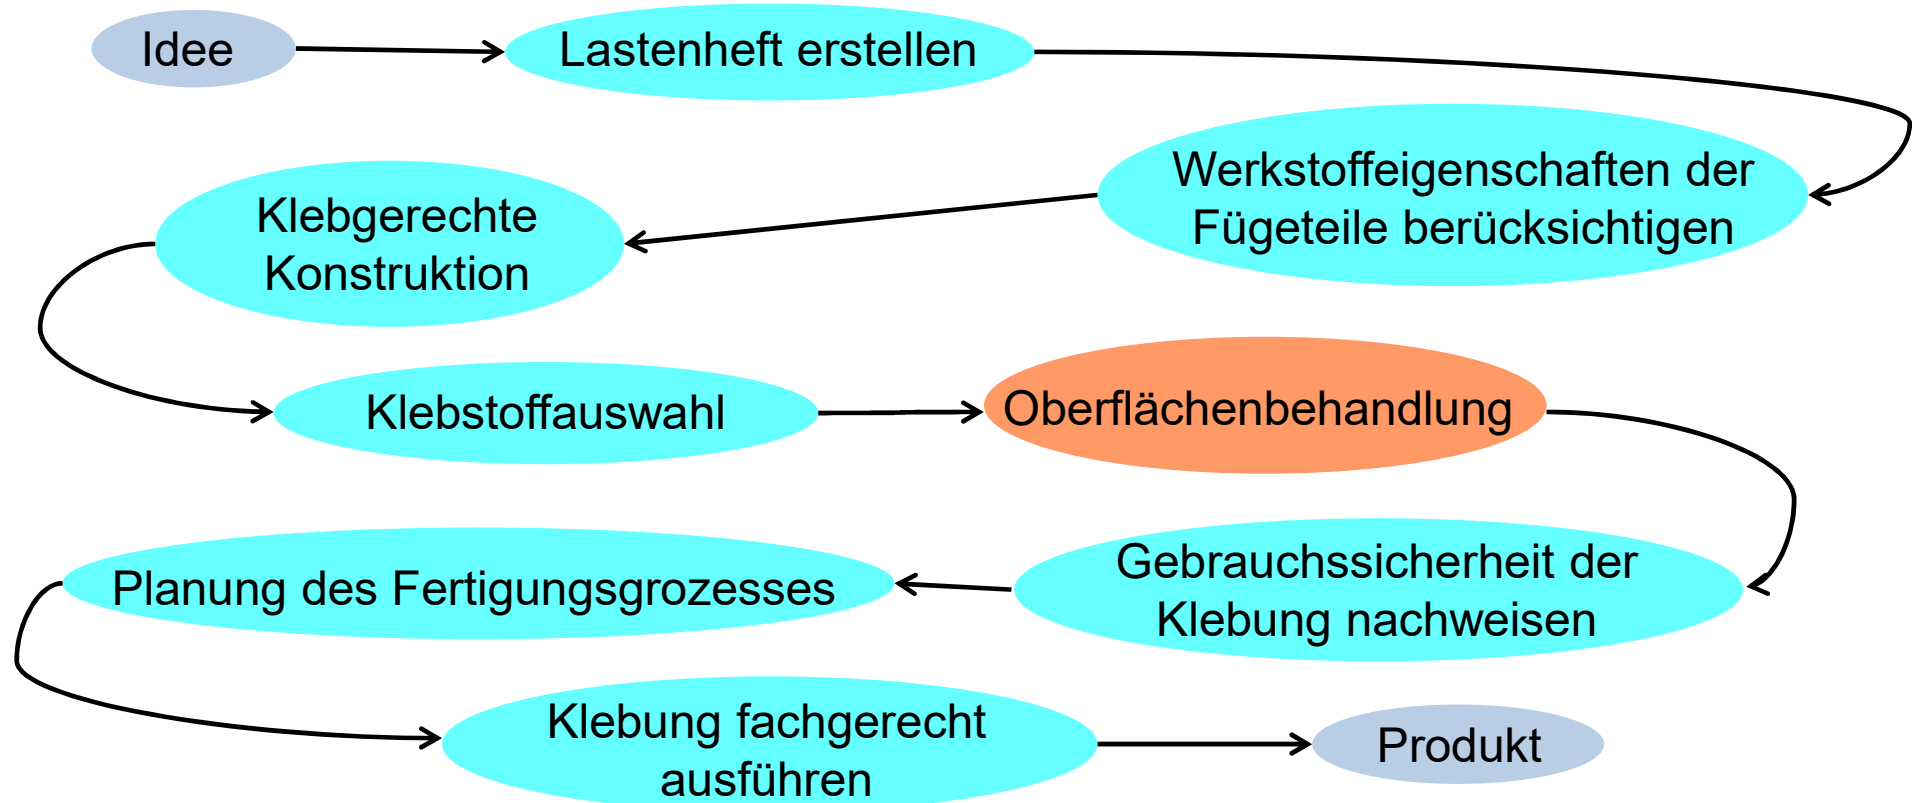 Idee
Lastenheft erstellen
Werkstoffeigenschaften der
Fügeteile berücksichtigen
Klebgerechte
Konstruktion
Klebstoffauswahl
Oberflächenbehandlung
Gebrauchssicherheit der
Klebung nachweisen
Planung des Fertigungsgrozesses
Klebung fachgerecht
ausführen
Produkt